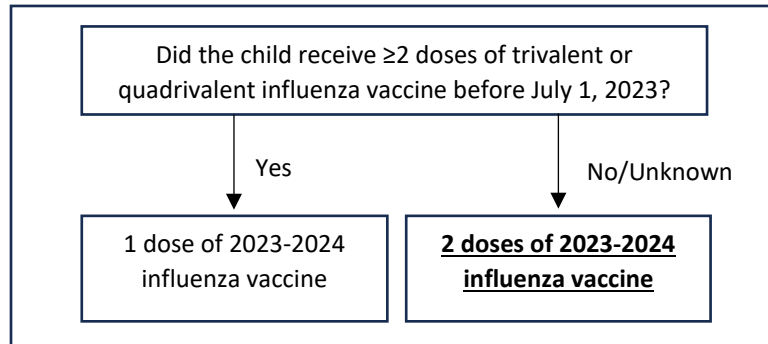 Did the child receive ≥2 doses of trivalent or
quadrivalent influenza vaccine before July 1, 2023?
Yes
No/Unknown
1 dose of 2023-2024
influenza vaccine
2 doses of 2023-2024
influenza vaccine